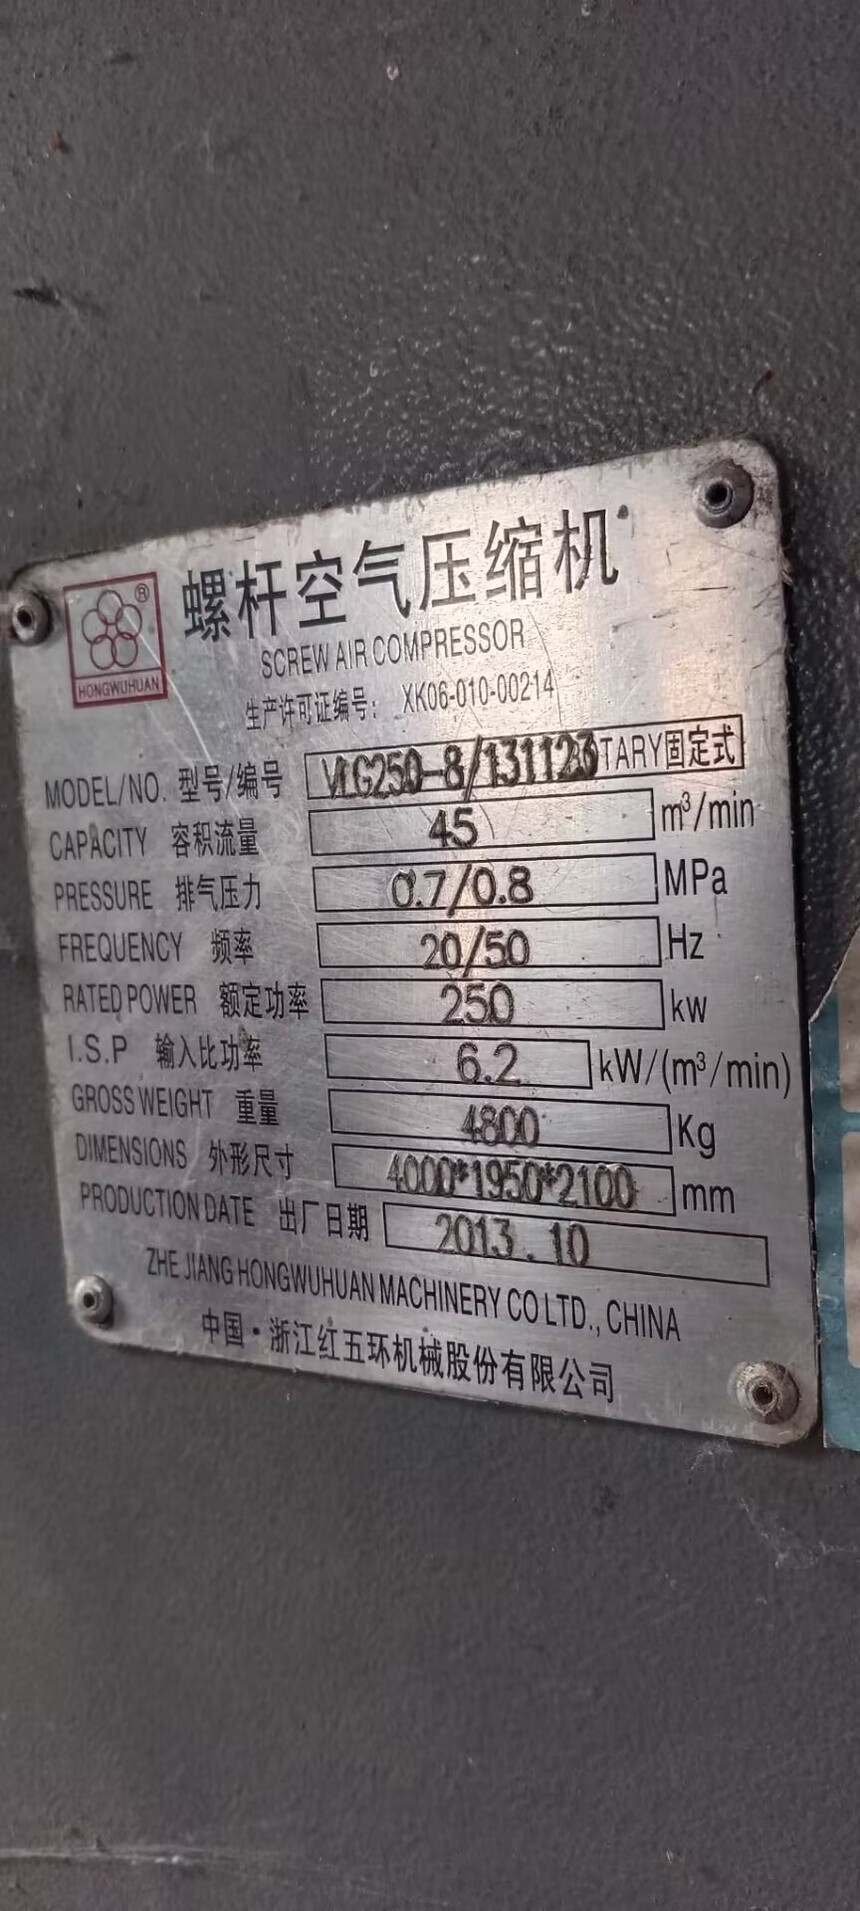 HONGWUHUAN ®
螺杆空气压缩机
SCREW AIR COMPRESSOR
生产许可证编号： XK06-010-00214
MODEL/NO. 型号/编号 VLG250-8/131123 TARY固定式
CAPACITY 容积流量 45 m³/min
PRESSURE 排气压力 0.7/0.8 MPa
FREQUENCY 频率 20/50 Hz
RATED POWER 额定功率 250 kw
I.S.P 输入比功率 6.2 kW/(m³/min)
GROSS WEIGHT 重量 4800 Kg
DIMENSIONS 外形尺寸 4000*1950*2100 mm
PRODUCTION DATE 出厂日期 2013.10
ZHE JIANG HONGWUHUAN MACHINERY CO LTD., CHINA
中国·浙江红五环机械股份有限公司